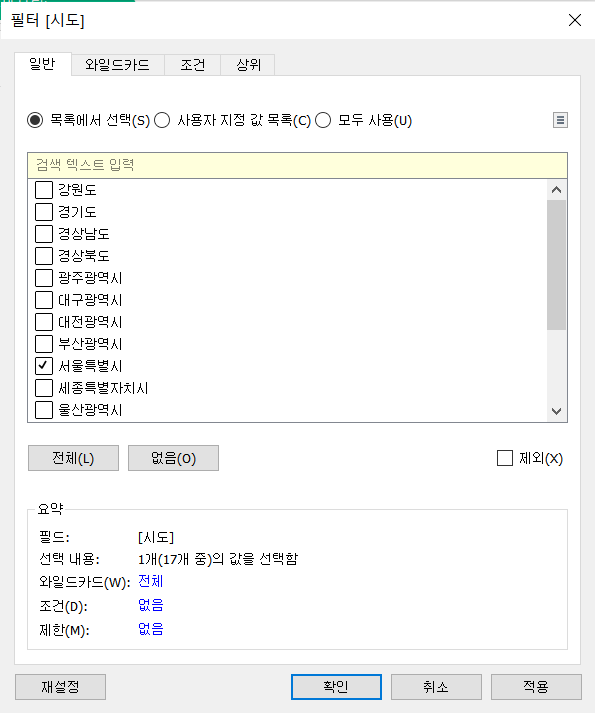 필터 [시도]
일반 와일드카드 조건 상위
목록에서 선택(S) 사용자 지정 값 목록(C) 모두 사용(U)
검색 텍스트 입력
강원도
경기도
경상남도
경상북도
광주광역시
대구광역시
대전광역시
부산광역시
서울특별시
세종특별자치시
울산광역시
전체(L) 없음(O) 제외(X)
요약
필드: [시도]
선택 내용: 1개(17개 중)의 값을 선택함
와일드카드(W): 전체
조건(D): 없음
제한(M): 없음
재설정 확인 취소 적용